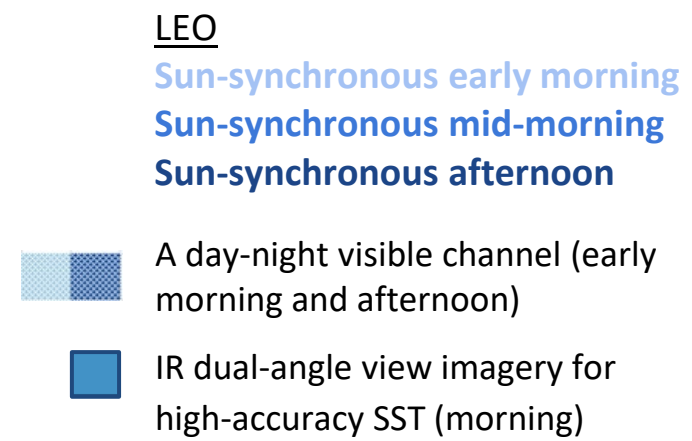 LEO
Sun-synchronous early morning
Sun-synchronous mid-morning
Sun-synchronous afternoon
A day-night visible channel (early
morning and afternoon)
IR dual-angle view imagery for
high-accuracy SST (morning)